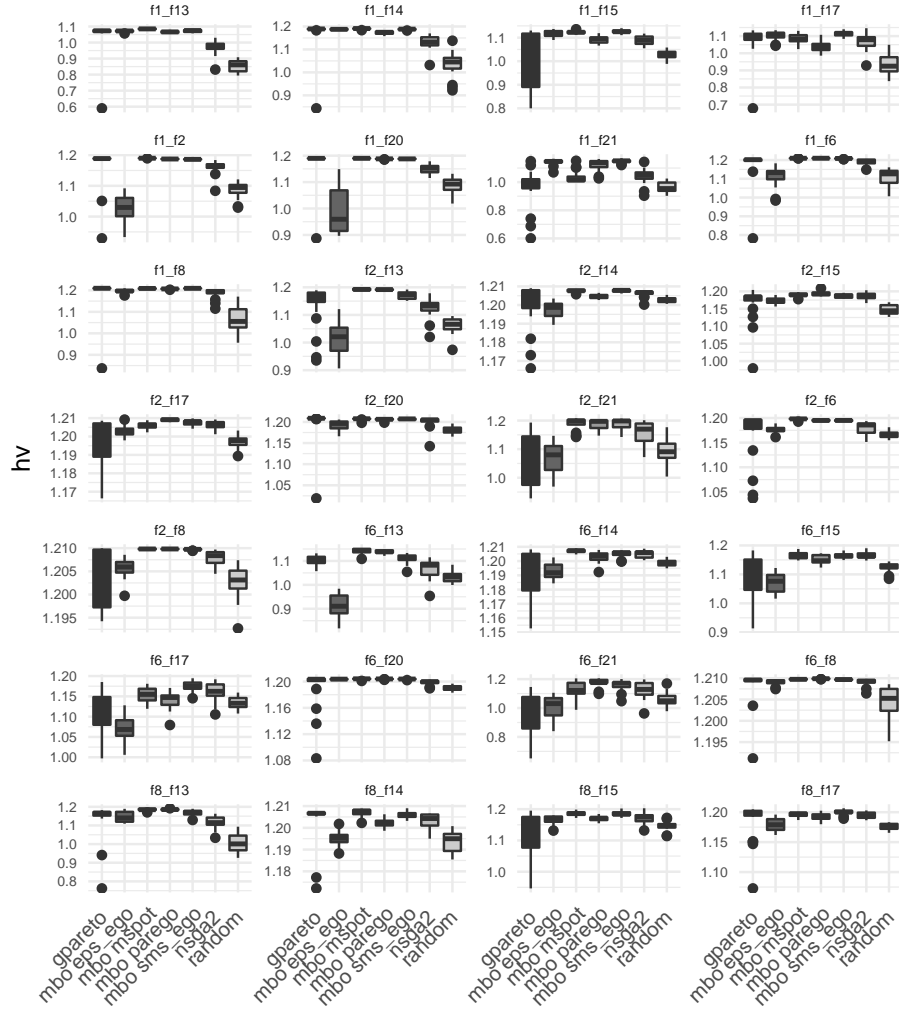 f1_f13 f1_f14 f1_f15 f1_f17
1.1 1.0 0.9 0.8 0.7 0.6
1.2 1.1 1.0 0.9
1.1 1.0 0.9 0.8
1.1 1.0 0.9 0.8 0.7
f1_f2 f1_f20 f1_f21 f1_f6
1.2 1.1 1.0
1.2 1.1 1.0 0.9
1.0 0.8 0.6
1.2 1.1 1.0 0.9 0.8
f1_f8 f2_f13 f2_f14 f2_f15
1.2 1.1 1.0 0.9
1.2 1.1 1.0 0.9
1.21 1.20 1.19 1.18 1.17
1.20 1.15 1.10 1.05 1.00
f2_f17 f2_f20 f2_f21 f2_f6
1.21 1.20 1.19 1.18 1.17
1.20 1.15 1.10 1.05
1.2 1.1 1.0
1.20 1.15 1.10 1.05
hv
f2_f8 f6_f13 f6_f14 f6_f15
1.210 1.205 1.200 1.195
1.1 1.0 0.9
1.21 1.20 1.19 1.18 1.17 1.16 1.15
1.2 1.1 1.0 0.9
f6_f17 f6_f20 f6_f21 f6_f8
1.20 1.15 1.10 1.05 1.00
1.20 1.16 1.12 1.08
1.2 1.0 0.8
1.210 1.205 1.200 1.195
f8_f13 f8_f14 f8_f15 f8_f17
1.2 1.1 1.0 0.9 0.8
1.21 1.20 1.19 1.18
1.2 1.1 1.0
1.20 1.15 1.10
gpareto mbo eps_ego mbo mspot mbo parego mbo sms_ego nsga2 random
gpareto mbo eps_ego mbo mspot mbo parego mbo sms_ego nsga2 random
gpareto mbo eps_ego mbo mspot mbo parego mbo sms_ego nsga2 random
gpareto mbo eps_ego mbo mspot mbo parego mbo sms_ego nsga2 random